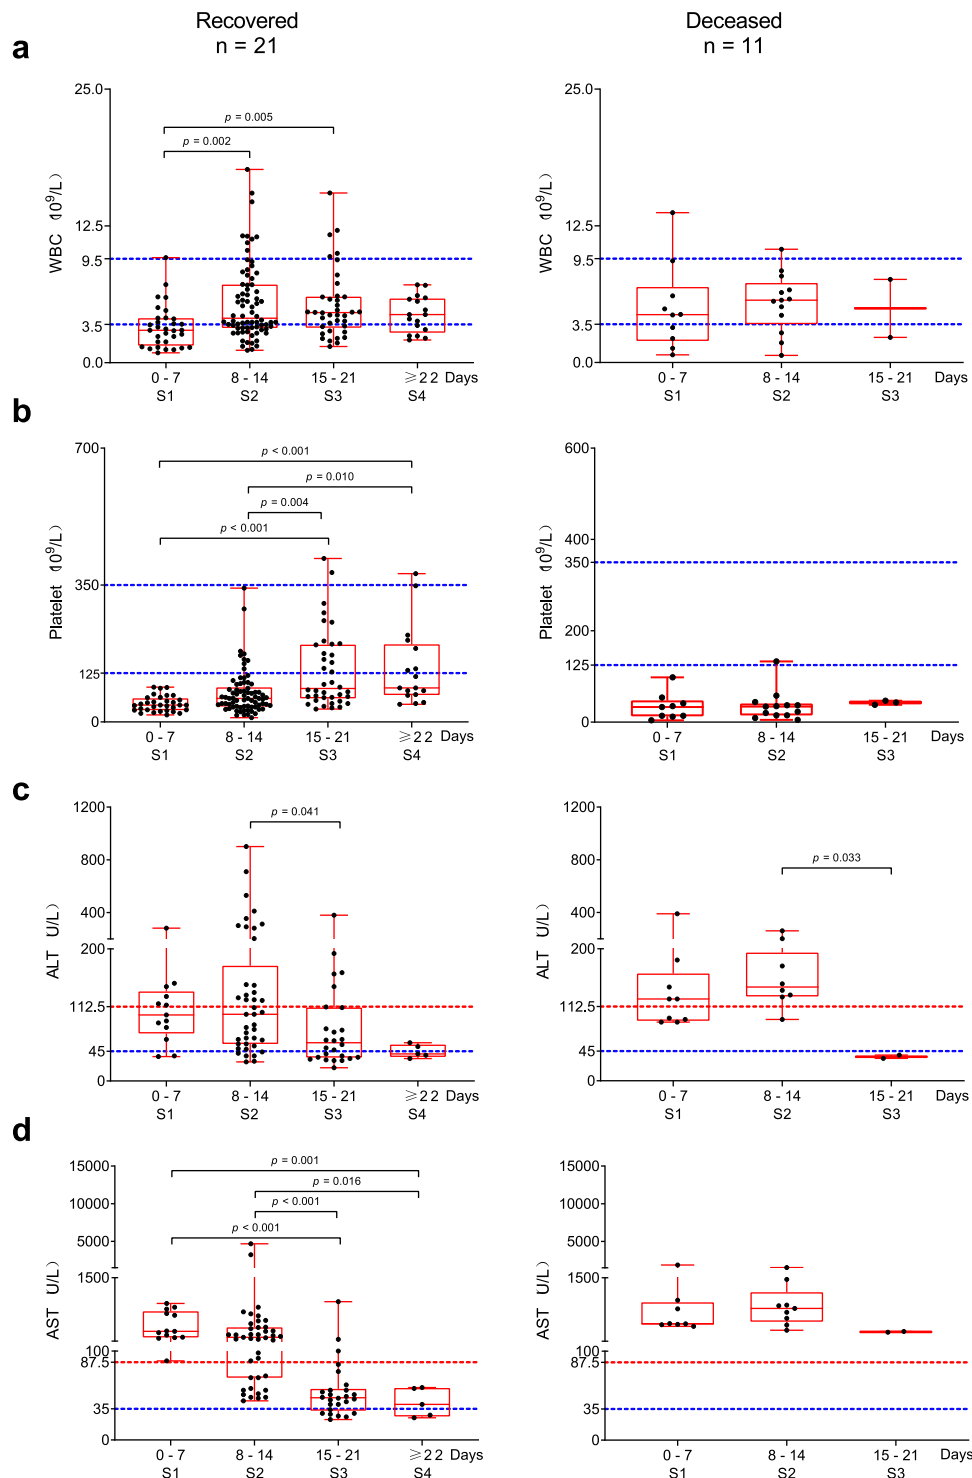 Recovered
n = 21
Deceased
n = 11
a
WBC (10^9/L)
25.0
12.5
9.5
3.5
0.0
p = 0.005
p = 0.002
0 - 7
8 - 14
15 - 21
≥22
Days
S1
S2
S3
S4
WBC (10^9/L)
25.0
12.5
9.5
3.5
0.0
0 - 7
8 - 14
15 - 21
Days
S1
S2
S3
b
Platelet (10^9/L)
700
350
125
0
p < 0.001
p = 0.010
p = 0.004
p < 0.001
0 - 7
8 - 14
15 - 21
≥22
Days
S1
S2
S3
S4
Platelet (10^9/L)
600
400
350
200
125
0
0 - 7
8 - 14
15 - 21
Days
S1
S2
S3
c
ALT U/L)
1200
800
400
200
112.5
45
0
p = 0.041
0 - 7
8 - 14
15 - 21
≥22
Days
S1
S2
S3
S4
ALT U/L)
1200
800
400
200
112.5
45
0
p = 0.033
0 - 7
8 - 14
15 - 21
Days
S1
S2
S3
d
AST U/L)
15000
10000
5000
1500
100
87.5
35
0
p = 0.001
p = 0.016
p < 0.001
p < 0.001
0 - 7
8 - 14
15 - 21
≥22
Days
S1
S2
S3
S4
AST U/L)
15000
10000
5000
1500
100
87.5
35
0
0 - 7
8 - 14
15 - 21
Days
S1
S2
S3